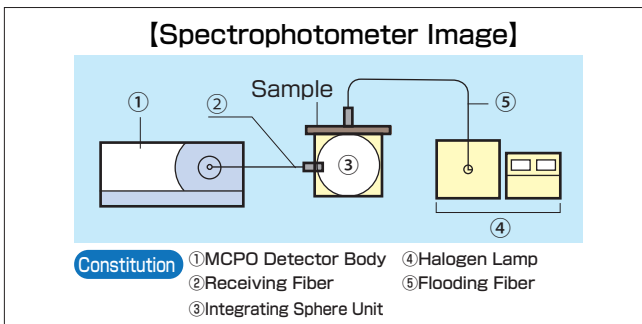 【Spectrophotometer Image】
Sample
①
②
③
⑤
④
Constitution
①MCPO Detector Body ④Halogen Lamp
②Receiving Fiber ⑤Flooding Fiber
③Integrating Sphere Unit